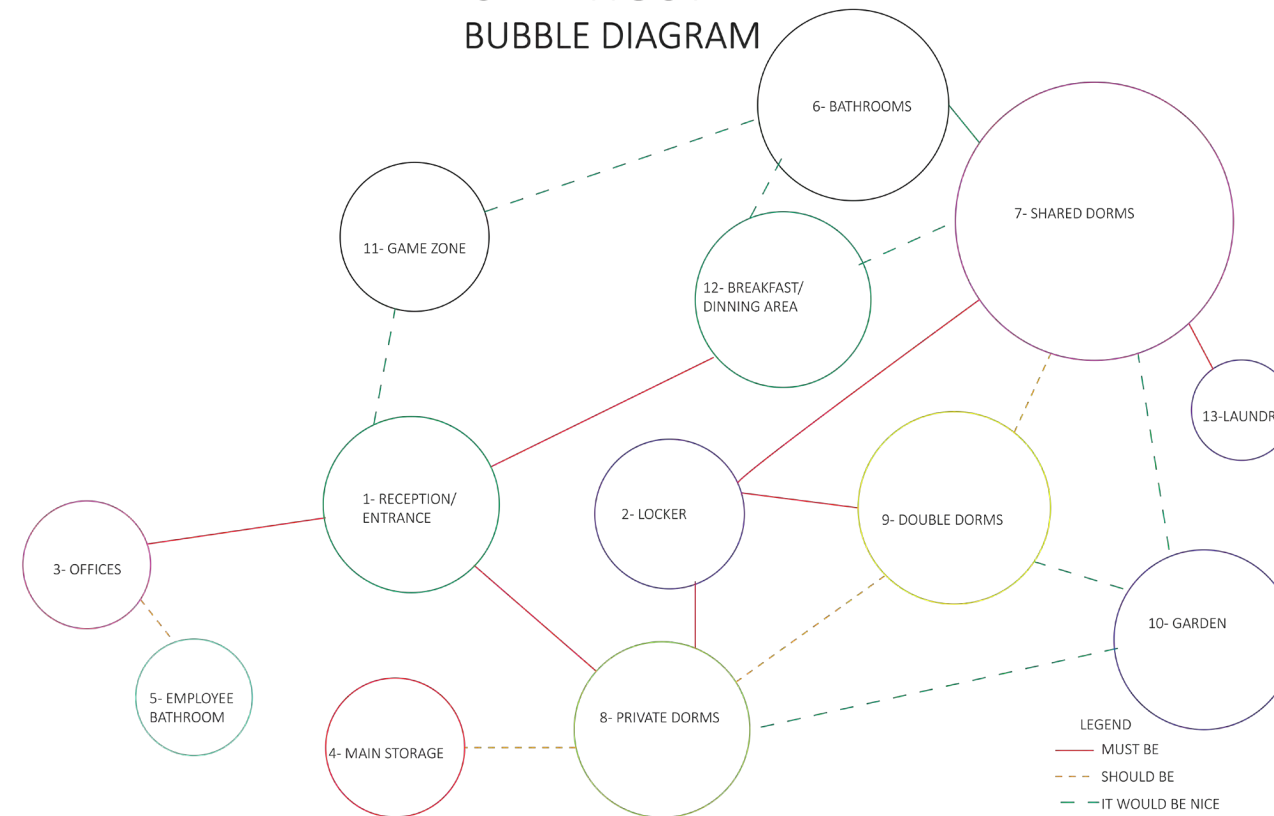 BUBBLE DIAGRAM
6- BATHROOMS
7- SHARED DORMS
11- GAME ZONE
12- BREAKFAST/
DINNING AREA
13-LAUNDR
1- RECEPTION/
ENTRANCE
2- LOCKER
9- DOUBLE DORMS
3- OFFICES
10- GARDEN
5- EMPLOYEE
BATHROOM
8- PRIVATE DORMS
4- MAIN STORAGE
LEGEND
MUST BE
SHOULD BE
IT WOULD BE NICE